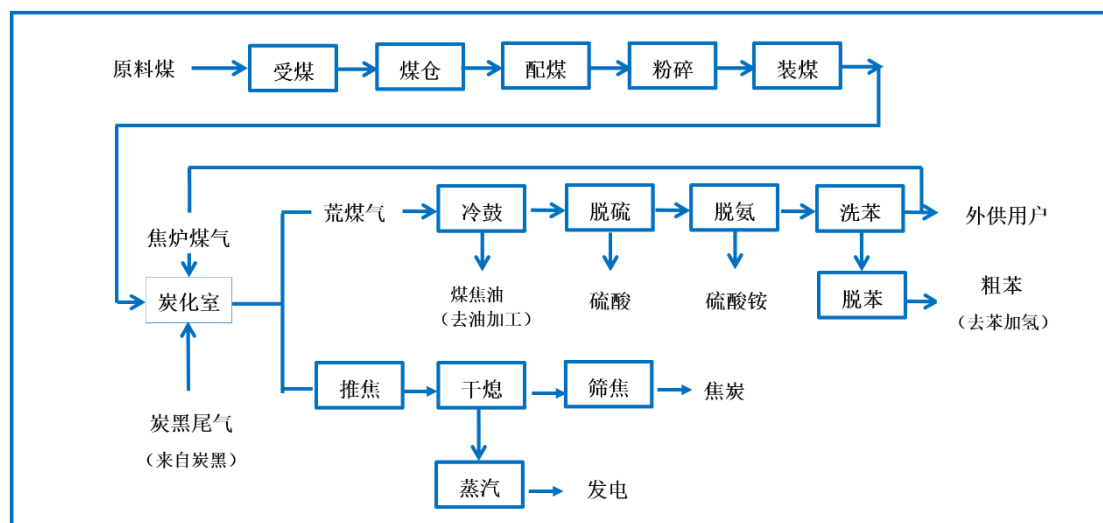 原料煤
受煤
煤仓
配煤
粉碎
装煤
荒煤气
冷鼓
脱硫
脱氨
洗苯
外供用户
焦炉煤气
炭化室
煤焦油
（去油加工）
硫酸
硫酸铵
脱苯
粗苯
（去苯加氢）
推焦
干熄
筛焦
焦炭
炭黑尾气
（来自炭黑）
蒸汽
发电